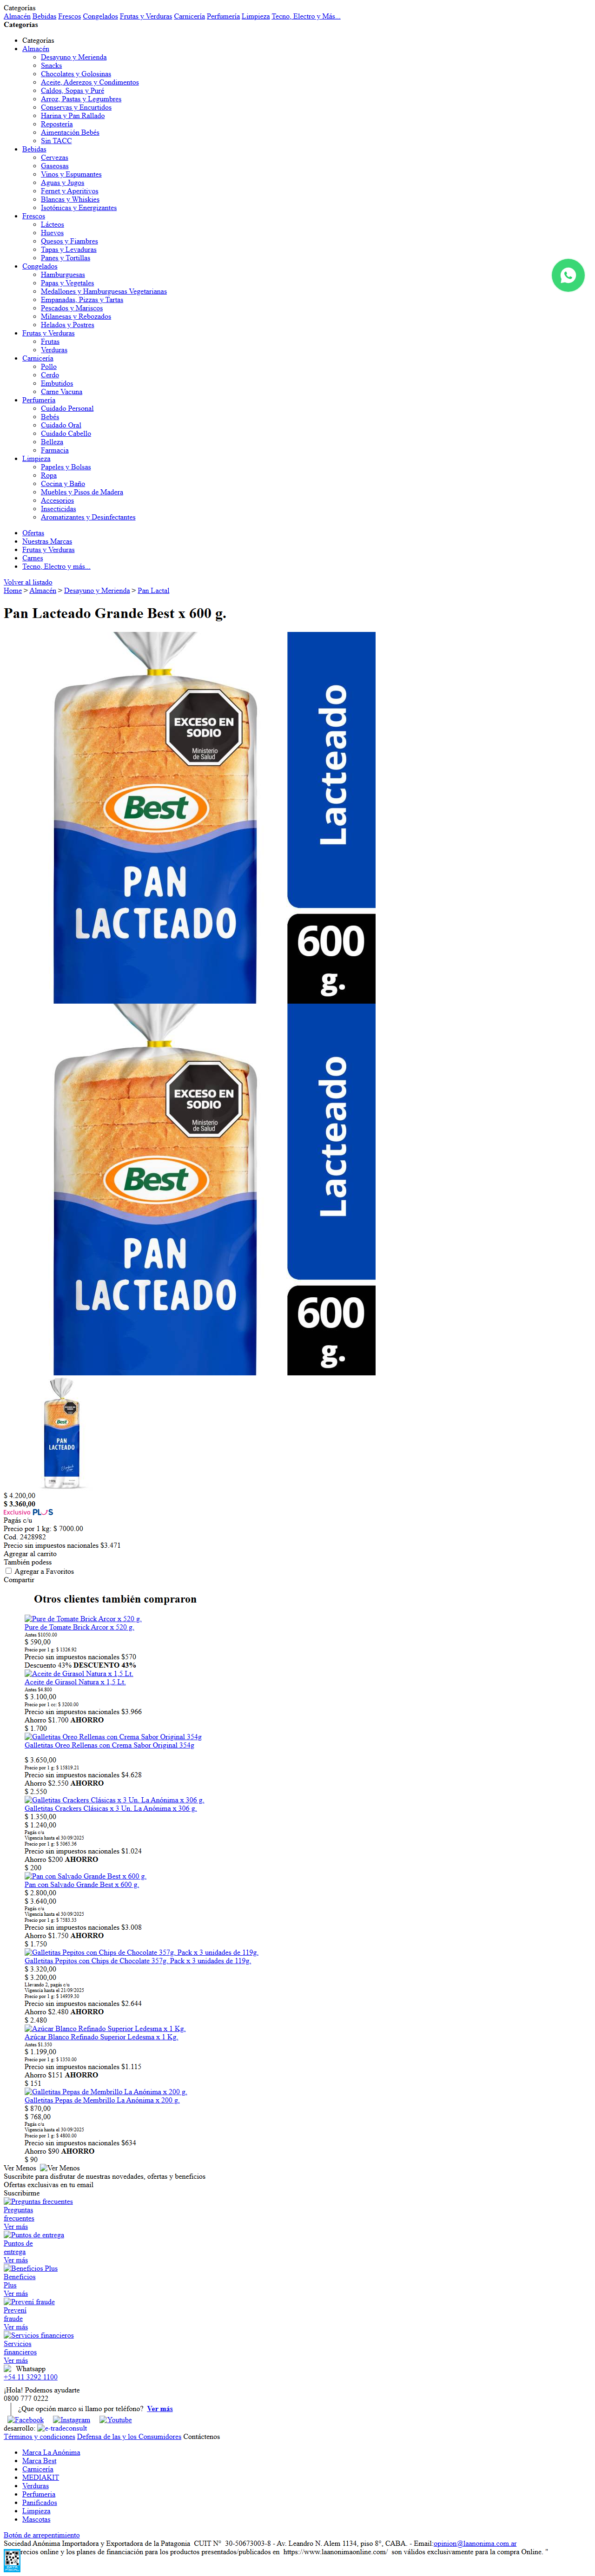 Categorías
Almacén Bebidas Frescos Congelados Frutas y Verduras Carnicería Perfumería Limpieza Tecno, Electro y Más...
Categorías
Categorías
Almacén
Desayuno y Merienda
Snacks
Chocolates y Golosinas
Aceite, Aderezos y Condimentos
Caldos, Sopas y Puré
Arroz, Pastas y Legumbres
Conservas y Encurtidos
Harina y Pan Rallado
Repostería
Aimentación Bebés
Sin TACC
Bebidas
Cervezas
Gaseosas
Vinos y Espumantes
Aguas y Jugos
Fernet y Aperitivos
Blancas y Whiskies
Isotónicas y Energizantes
Frescos
Lácteos
Huevos
Quesos y Fiambres
Tapas y Levaduras
Panes y Tortillas
Congelados
Hamburguesas
Papas y Vegetales
Medallones y Hamburguesas Vegetarianas
Empanadas, Pizzas y Tartas
Pescados y Mariscos
Milanesas y Rebozados
Helados y Postres
Frutas y Verduras
Frutas
Verduras
Carnicería
Pollo
Cerdo
Embutidos
Carne Vacuna
Perfumería
Cuidado Personal
Bebés
Cuidado Oral
Cuidado Cabello
Belleza
Farmacia
Limpieza
Papeles y Bolsas
Ropa
Cocina y Baño
Muebles y Pisos de Madera
Accesorios
Insecticidas
Aromatizantes y Desinfectantes
Ofertas
Nuestras Marcas
Frutas y Verduras
Carnes
Tecno, Electro y más...
Volver al listado
Home > Almacén > Desayuno y Merienda > Pan Lactal
Pan Lacteado Grande Best x 600 g.
EXCESO EN
SODIO
Ministerio
de Salud
Best
PAN
LACTEADO
Lacteado
600
g.
EXCESO EN
SODIO
Ministerio
de Salud
Best
PAN
LACTEADO
Lacteado
600
g.
Best
PAN
LACTEADO
$ 4.200,00
$ 3.360,00
Exclusivo PLUS
Pagás c/u
Precio por 1 kg: $ 7000.00
Cod. 2428982
Precio sin impuestos nacionales $3.471
Agregar al carrito
También podess
Agregar a Favoritos
Compartir
Otros clientes también compraron
Pure de Tomate Brick Arcor x 520 g.
Pure de Tomate Brick Arcor x 520 g.
Antes $1050.00
$ 590,00
Precio por 1 g: $ 1326.92
Precio sin impuestos nacionales $570
Descuento 43% DESCUENTO 43%
Aceite de Girasol Natura x 1,5 Lt.
Aceite de Girasol Natura x 1,5 Lt.
Antes $4.800
$ 3.100,00
Precio por 1 cc: $ 3200.00
Precio sin impuestos nacionales $3.966
Ahorro $1.700 AHORRO
$ 1.700
Galletitas Oreo Rellenas con Crema Sabor Original 354g
Galletitas Oreo Rellenas con Crema Sabor Original 354g
$ 3.650,00
Precio por 1 g: $ 15819.21
Precio sin impuestos nacionales $4.628
Ahorro $2.550 AHORRO
$ 2.550
Galletitas Crackers Clásicas x 3 Un. La Anónima x 306 g.
Galletitas Crackers Clásicas x 3 Un. La Anónima x 306 g.
$ 1.350,00
$ 1.240,00
Pagás c/u
Vigencia hasta el 30/09/2025
Precio por 1 g: $ 5065.36
Precio sin impuestos nacionales $1.024
Ahorro $200 AHORRO
$ 200
Pan con Salvado Grande Best x 600 g.
Pan con Salvado Grande Best x 600 g.
$ 2.800,00
$ 3.640,00
Pagás c/u
Vigencia hasta el 30/09/2025
Precio por 1 g: $ 7583.33
Precio sin impuestos nacionales $3.008
Ahorro $1.750 AHORRO
$ 1.750
Galletitas Pepitos con Chips de Chocolate 357g. Pack x 3 unidades de 119g.
Galletitas Pepitos con Chips de Chocolate 357g. Pack x 3 unidades de 119g.
$ 3.320,00
$ 3.200,00
Llevando 2, pagás c/u
Vigencia hasta el 21/09/2025
Precio por 1 g: $ 14939.30
Precio sin impuestos nacionales $2.644
Ahorro $2.480 AHORRO
$ 2.480
Azúcar Blanco Refinado Superior Ledesma x 1 Kg.
Azúcar Blanco Refinado Superior Ledesma x 1 Kg.
Antes $1.350
$ 1.199,00
Precio por 1 g: $ 1350.00
Precio sin impuestos nacionales $1.115
Ahorro $151 AHORRO
$ 151
Galletitas Pepas de Membrillo La Anónima x 200 g.
Galletitas Pepas de Membrillo La Anónima x 200 g.
$ 870,00
$ 768,00
Pagás c/u
Vigencia hasta el 30/09/2025
Precio por 1 g: $ 4800.00
Precio sin impuestos nacionales $634
Ahorro $90 AHORRO
$ 90
Ver Menos Ver Menos
Suscribite para disfrutar de nuestras novedades, ofertas y beneficios
Ofertas exclusivas en tu email
Suscribirme
Preguntas frecuentes
Preguntas
frecuentes
Ver más
Puntos de entrega
Puntos de
entrega
Ver más
Beneficios Plus
Beneficios
Plus
Ver más
Prevení fraude
Prevení
fraude
Ver más
Servicios financieros
Servicios
financieros
Ver más
Whatsapp
+54 11 3292 1100
¡Hola! Podemos ayudarte
0800 777 0222
¿Que opción marco si llamo por teléfono? Ver más
Facebook Instagram Youtube
desarrollo: e-tradeconsult
Términos y condiciones Defensa de las y los Consumidores Contáctenos
Marca La Anónima
Marca Best
Carnicería
MEDIAKIT
Verduras
Perfumeria
Panificados
Limpieza
Mascotas
Botón de arrepentimiento
Sociedad Anónima Importadora y Exportadora de la Patagonia CUIT Nº 30-50673003-8 - Av. Leandro N. Alem 1134, piso 8°, CABA. - Email:opinion@laanonima.com.ar
recios online y los planes de financiación para los productos presentados/publicados en https://www.laanonimaonline.com/ son válidos exclusivamente para la compra Online. "